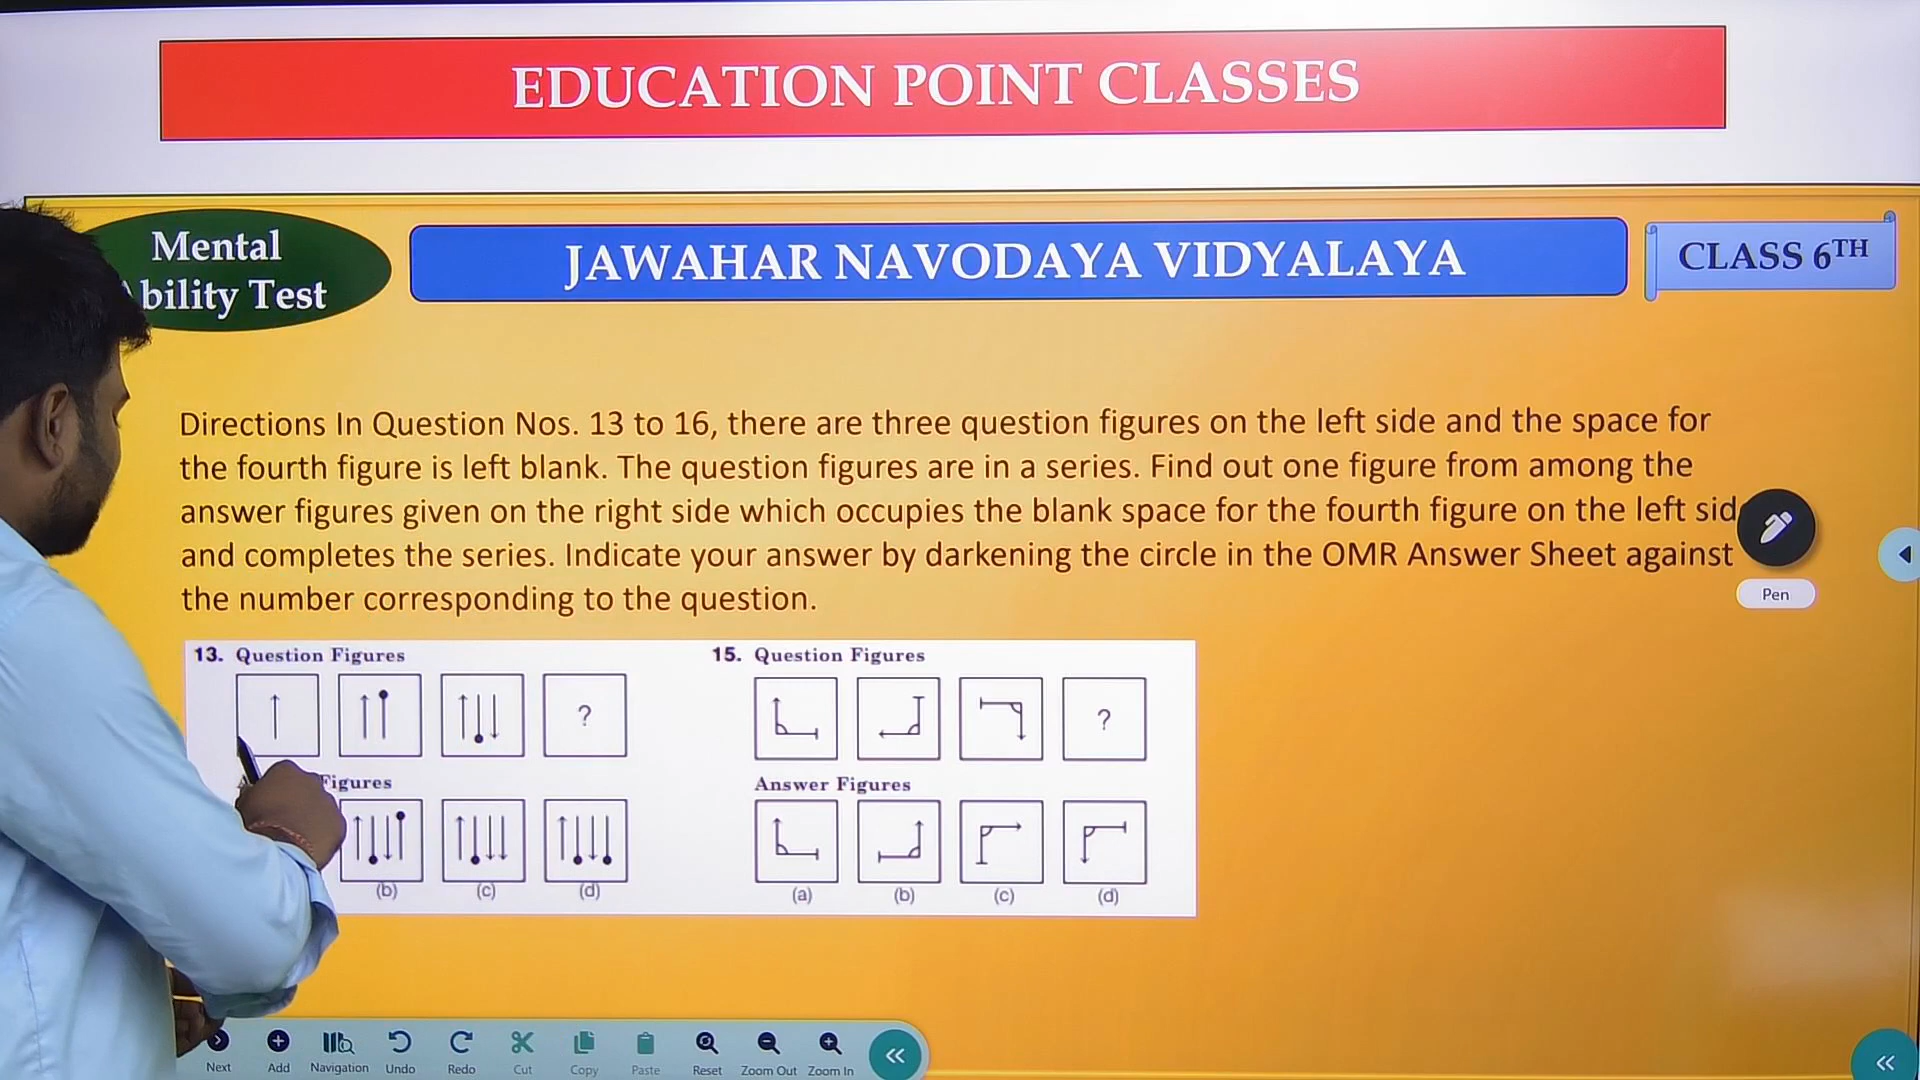 EDUCATION POINT CLASSES
Mental
bility Test
JAWAHAR NAVODAYA VIDYALAYA
CLASS 6TH
Directions In Question Nos. 13 to 16, there are three question figures on the left side and the space for
the fourth figure is left blank. The question figures are in a series. Find out one figure from among the
answer figures given on the right side which occupies the blank space for the fourth figure on the left sid
and completes the series. Indicate your answer by darkening the circle in the OMR Answer Sheet against
the number corresponding to the question.
Pen
13. Question Figures
?
Figures
(b) (c) (d)
15. Question Figures
?
Answer Figures
(a) (b) (c) (d)
Next Add Navigation Undo Redo Cut Copy Paste Reset Zoom Out Zoom In